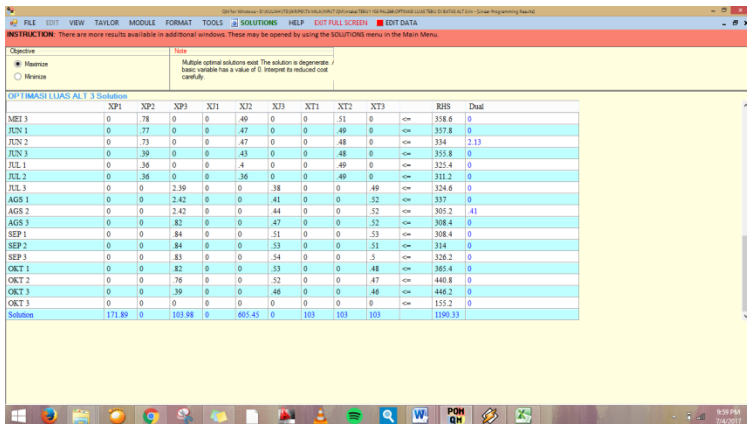 FILE EDIT VIEW TAYLOR MODULE FORMAT TOOLS SOLUTIONS HELP EXIT FULL SCREEN EDIT DATA
INSTRUCTION: There are more results available in additional windows. These may be opened by using the SOLUTIONS menu in the Main Menu.
Objective
Maximize
Minimize
Note
Multiple optimal solutions exist The solution is degenerate. A
basic variable has a value of 0. Interpret its reduced cost
carefully.
OPTIMASI LUAS ALT 3 Solution
XP1 XP2 XP3 XJ1 XJ2 XJ3 XT1 XT2 XT3 RHS Dual
MEI 3 0 .78 0 0 .49 0 0 .51 0 <= 358.6 0
JUN 1 0 .77 0 0 .47 0 0 .49 0 <= 357.8 0
JUN 2 0 .73 0 0 .47 0 0 .48 0 <= 334 2.13
JUN 3 0 .39 0 0 .43 0 0 .48 0 <= 355.8 0
JUL 1 0 .36 0 0 .4 0 0 .49 0 <= 325.4 0
JUL 2 0 .36 0 0 .36 0 0 .49 0 <= 311.2 0
JUL 3 0 0 2.39 0 0 .38 0 0 .49 <= 324.6 0
AGS 1 0 0 2.42 0 0 .41 0 0 .52 <= 337 0
AGS 2 0 0 2.42 0 0 .44 0 0 .52 <= 305.2 .41
AGS 3 0 0 .82 0 0 .47 0 0 .52 <= 308.4 0
SEP 1 0 0 .84 0 0 .51 0 0 .53 <= 308.4 0
SEP 2 0 0 .84 0 0 .53 0 0 .51 <= 314 0
SEP 3 0 0 .83 0 0 .54 0 0 .5 <= 326.2 0
OKT 1 0 0 .82 0 0 .53 0 0 .48 <= 365.4 0
OKT 2 0 0 .76 0 0 .52 0 0 .47 <= 440.8 0
OKT 3 0 0 .39 0 0 .46 0 0 .46 <= 446.2 0
OKT 3 0 0 0 0 0 0 0 0 0 <= 155.2 0
Solution 171.89 0 103.98 0 605.45 0 103 103 103 1190.33
POH QM
9:59 PM
7/4/2017